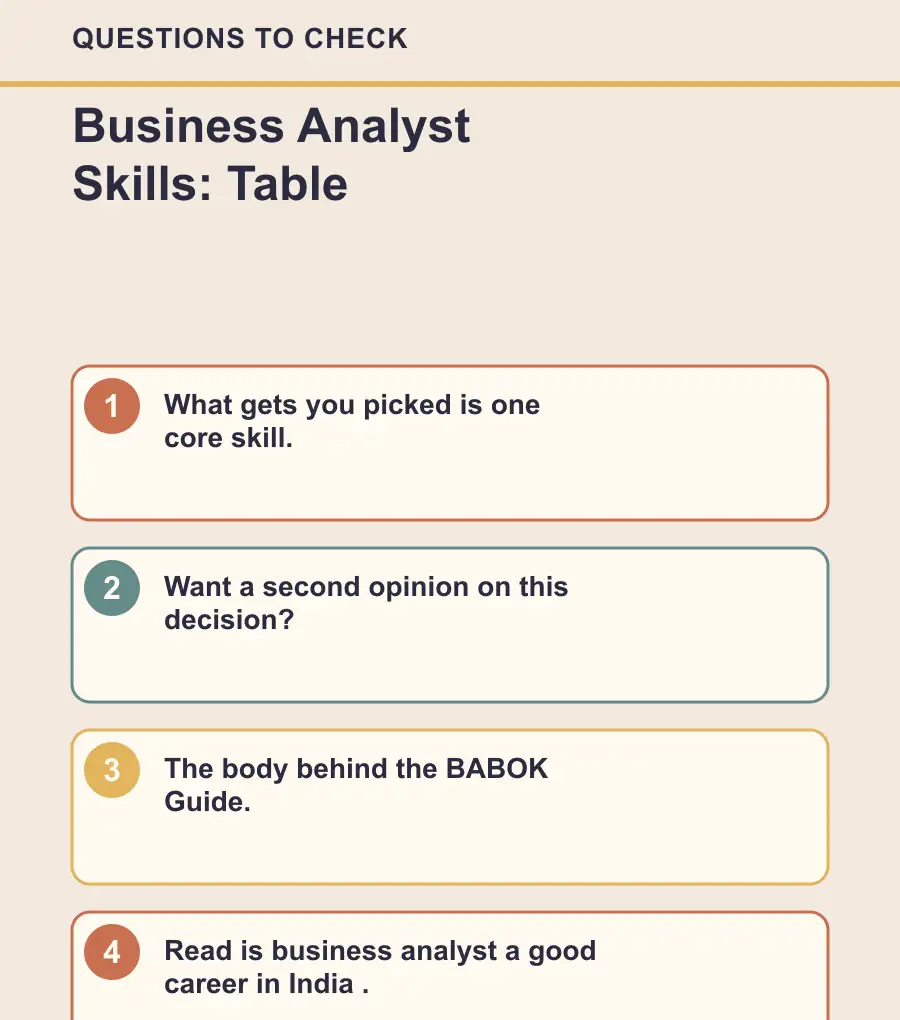 QUESTIONS TO CHECK
Business Analyst
Skills: Table
1
What gets you picked is one
core skill.
2
Want a second opinion on this
decision?
3
The body behind the BABOK
Guide.
4
Read is business analyst a good
career in India .